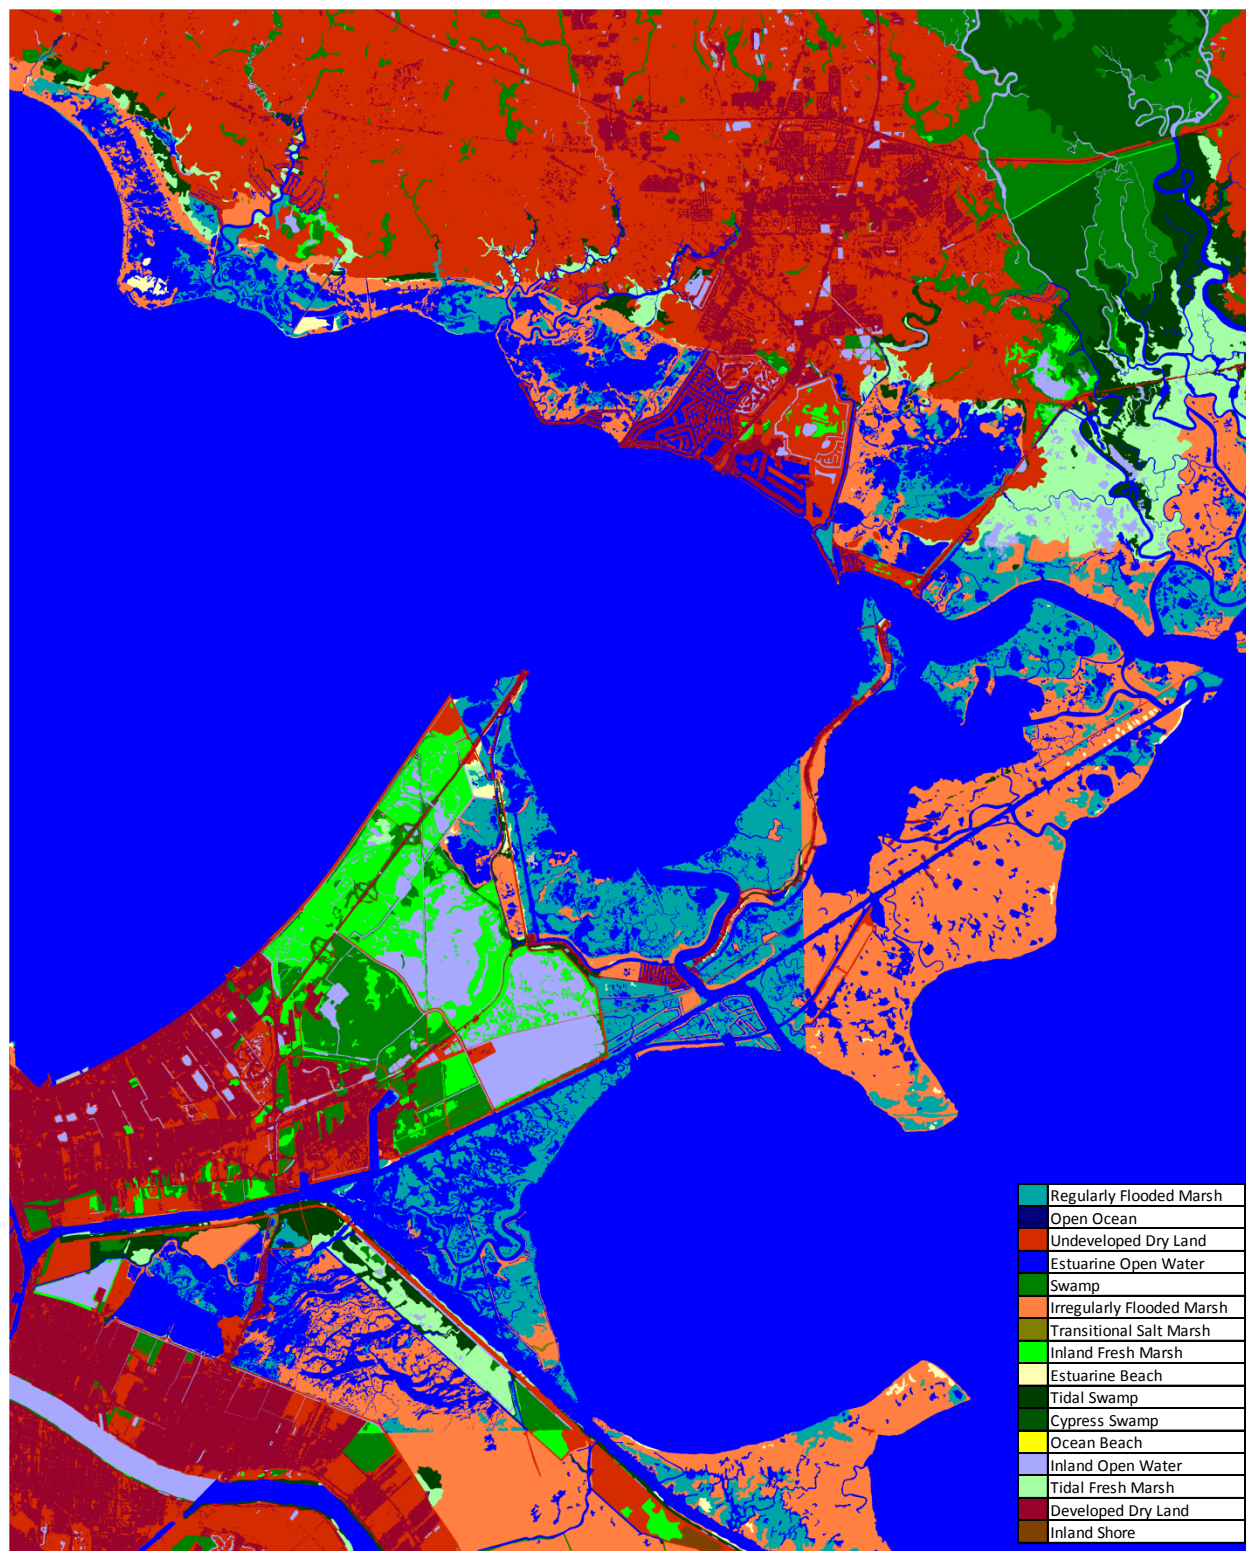 Regularly Flooded Marsh
Open Ocean
Undeveloped Dry Land
Estuarine Open Water
Swamp
Irregularly Flooded Marsh
Transitional Salt Marsh
Inland Fresh Marsh
Estuarine Beach
Tidal Swamp
Cypress Swamp
Ocean Beach
Inland Open Water
Tidal Fresh Marsh
Developed Dry Land
Inland Shore